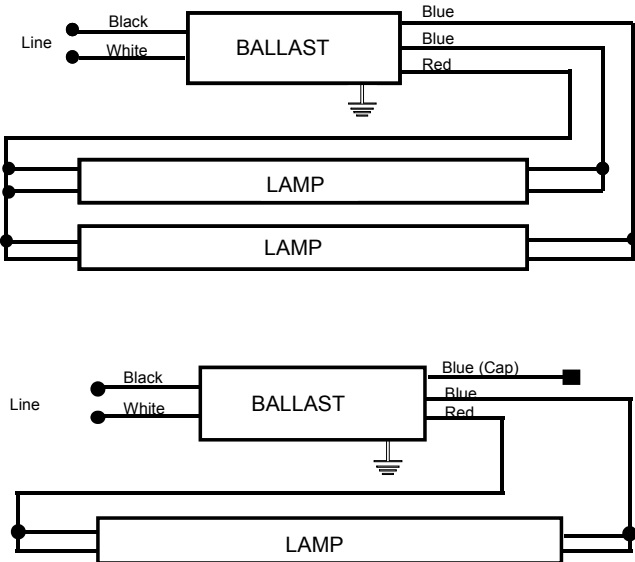 Blue
Black
Line
White
BALLAST
Blue
Red
LAMP
LAMP
Blue (Cap)
Black
Blue
Line
White
BALLAST
Red
LAMP